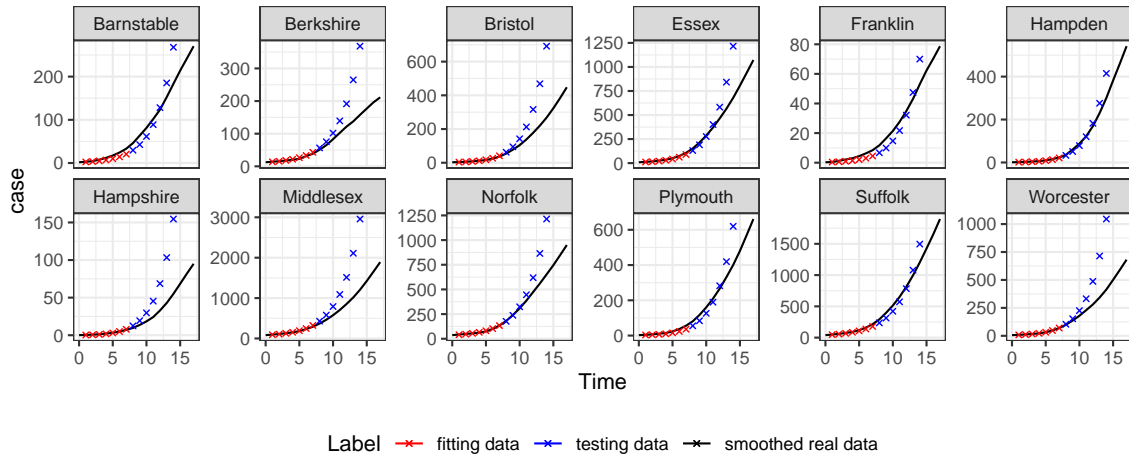 Barnstable Berkshire Bristol Essex Franklin Hampden
0 100 200
0 100 200 300
0 200 400 600
0 250 500 750 1000 1250
0 20 40 60 80
0 200 400
Hampshire Middlesex Norfolk Plymouth Suffolk Worcester
0 50 100 150
0 1000 2000 3000
0 250 500 750 1000 1250
0 200 400 600
0 500 1000 1500
0 250 500 750 1000
0 5 10 15 0 5 10 15 0 5 10 15 0 5 10 15 0 5 10 15 0 5 10 15
case
Time
Label fitting data testing data smoothed real data